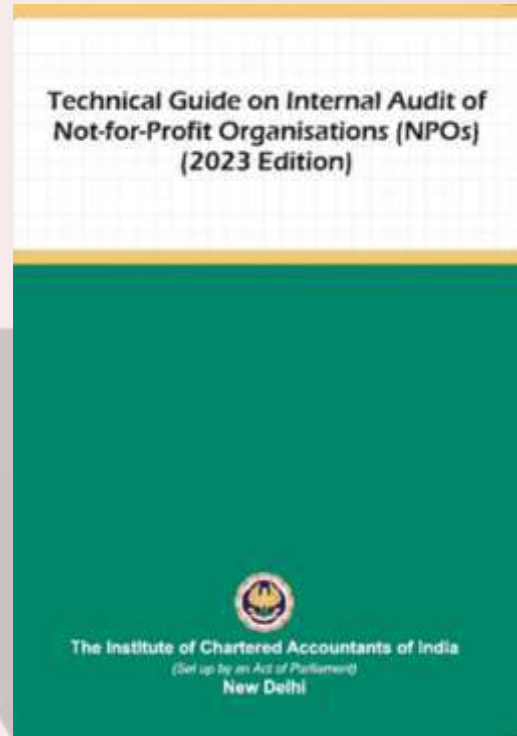 Technical Guide on Internal Audit of
Not-for-Profit Organisations (NPOs)
(2023 Edition)
The Institute of Chartered Accountants of India
(Set up by an Act of Parliament)
New Delhi